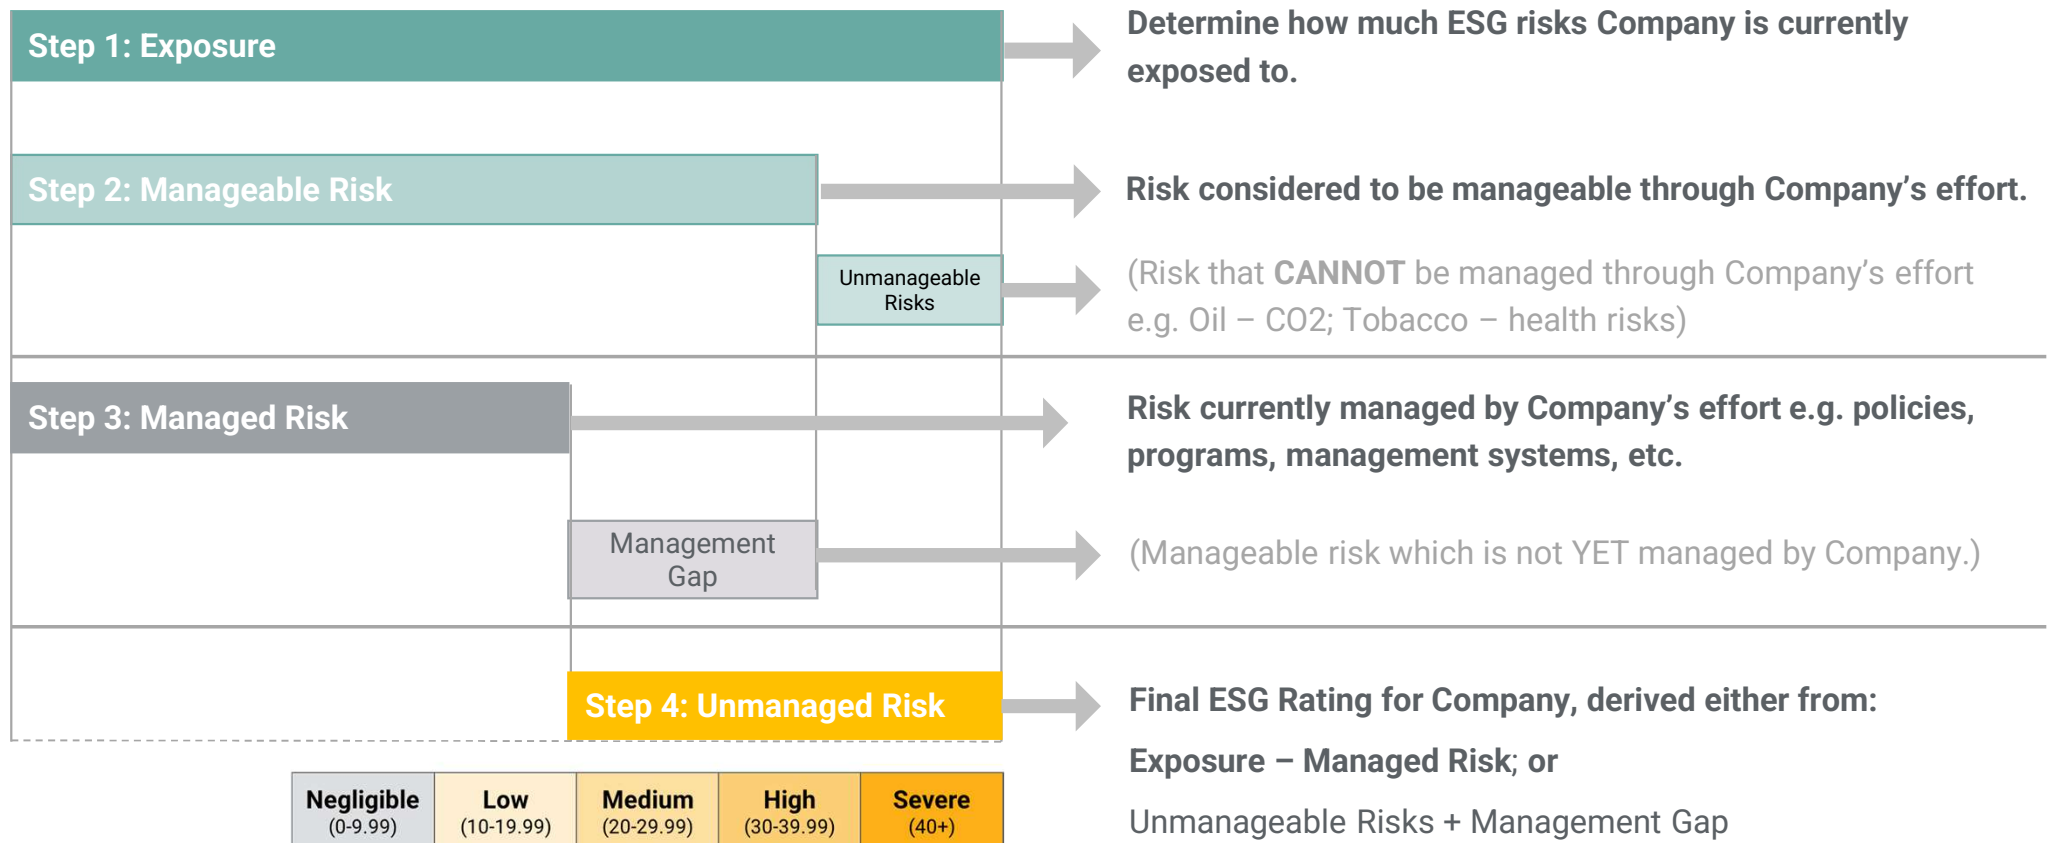 Step 1: Exposure
Determine how much ESG risks Company is currently
exposed to.
Step 2: Manageable Risk
Risk considered to be manageable through Company’s effort.
Unmanageable
Risks
(Risk that CANNOT be managed through Company’s effort
e.g. Oil – CO2; Tobacco – health risks)
Step 3: Managed Risk
Risk currently managed by Company’s effort e.g. policies,
programs, management systems, etc.
Management
Gap
(Manageable risk which is not YET managed by Company.)
Step 4: Unmanaged Risk
Final ESG Rating for Company, derived either from:
Exposure – Managed Risk; or
Unmanageable Risks + Management Gap
Negligible
(0-9.99)
Low
(10-19.99)
Medium
(20-29.99)
High
(30-39.99)
Severe
(40+)